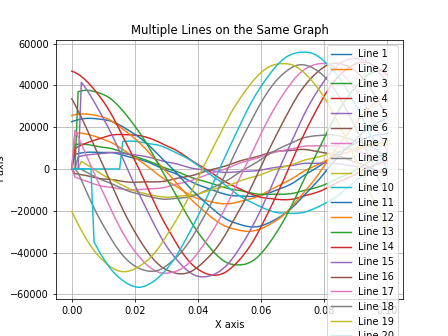 Multiple Lines on the Same Graph
60000
40000
20000
0
−20000
−40000
−60000
0.00
0.02
0.04
0.06
X axis
Line 1
Line 2
Line 3
Line 4
Line 5
Line 6
Line 7
Line 8
Line 9
Line 10
Line 11
Line 12
Line 13
Line 14
Line 15
Line 16
Line 17
Line 18
Line 19
Line 20